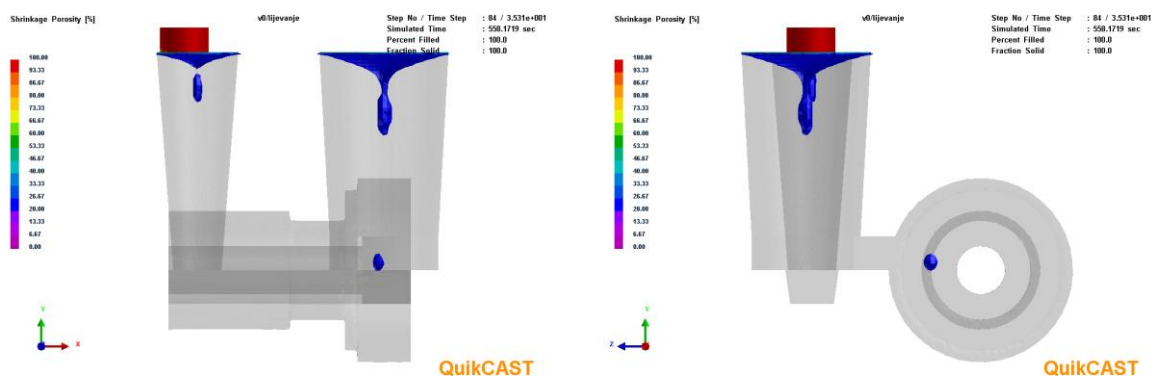 Shrinkage Porosity [%]
v0/lijevanje
Step No / Time Step : 84 / 3.531e+001
Simulated Time : 558.1719 sec
Percent Filled : 100.0
Fraction Solid : 100.0
100.00
93.33
86.67
80.00
73.33
66.67
60.00
53.33
46.67
40.00
33.33
26.67
20.00
13.33
6.67
0.00
Y
X
QuikCAST
Shrinkage Porosity [%]
v0/lijevanje
Step No / Time Step : 84 / 3.531e+001
Simulated Time : 558.1719 sec
Percent Filled : 100.0
Fraction Solid : 100.0
100.00
93.33
86.67
80.00
73.33
66.67
60.00
53.33
46.67
40.00
33.33
26.67
20.00
13.33
6.67
0.00
Y
Z
QuikCAST